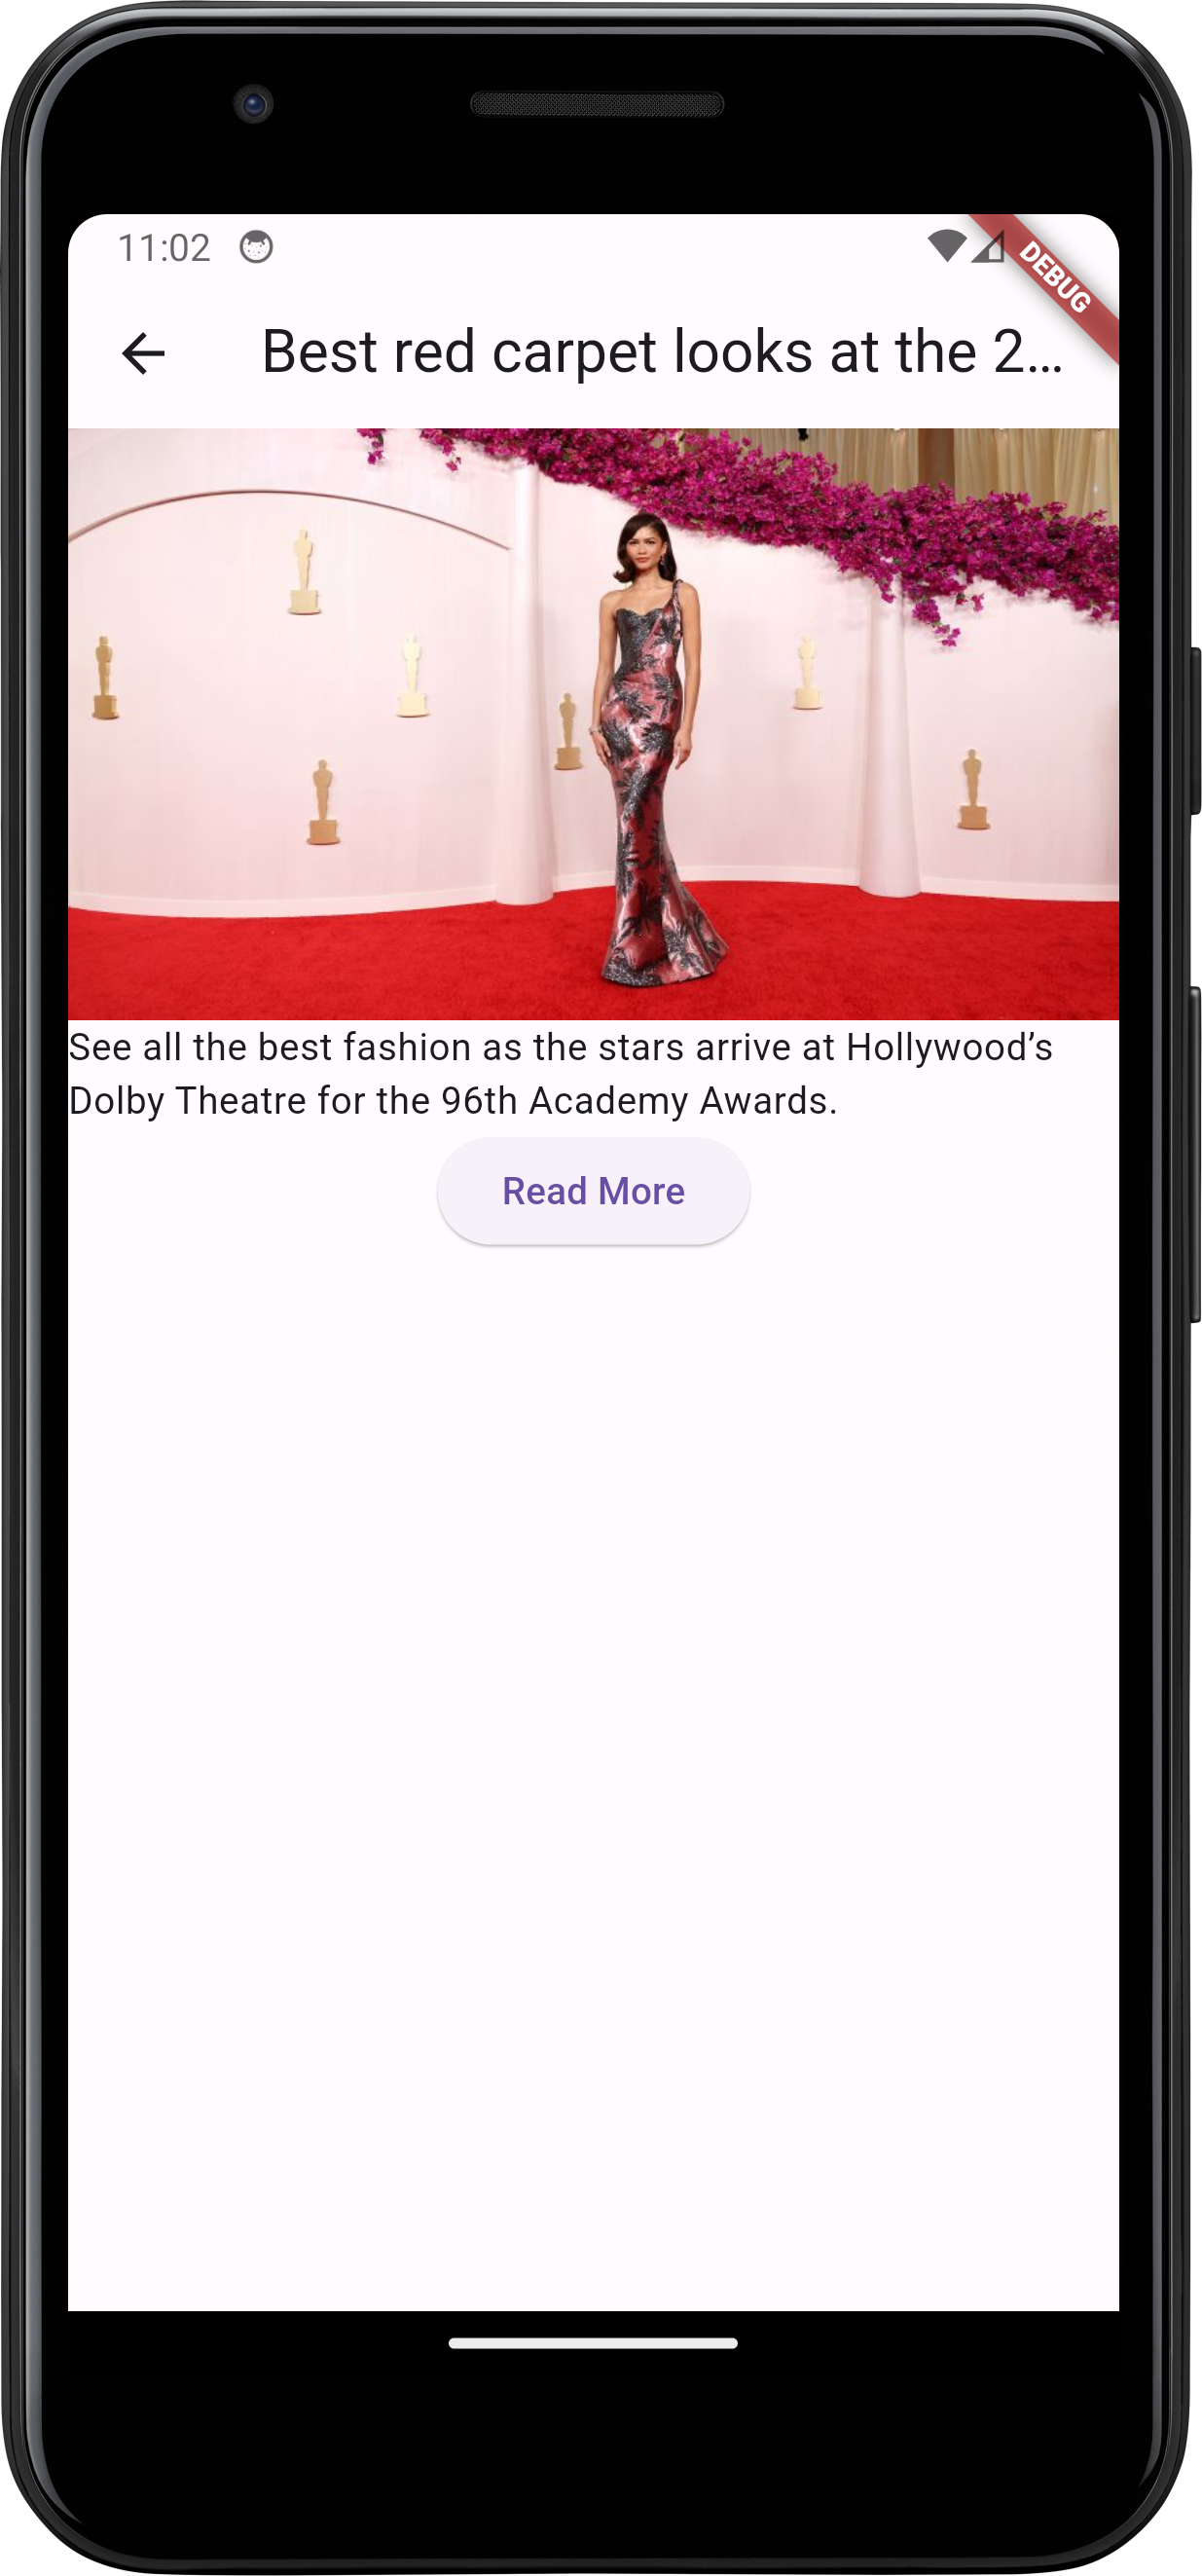 11:02
DEBUG
Best red carpet looks at the 2...
See all the best fashion as the stars arrive at Hollywood’s
Dolby Theatre for the 96th Academy Awards.
Read More